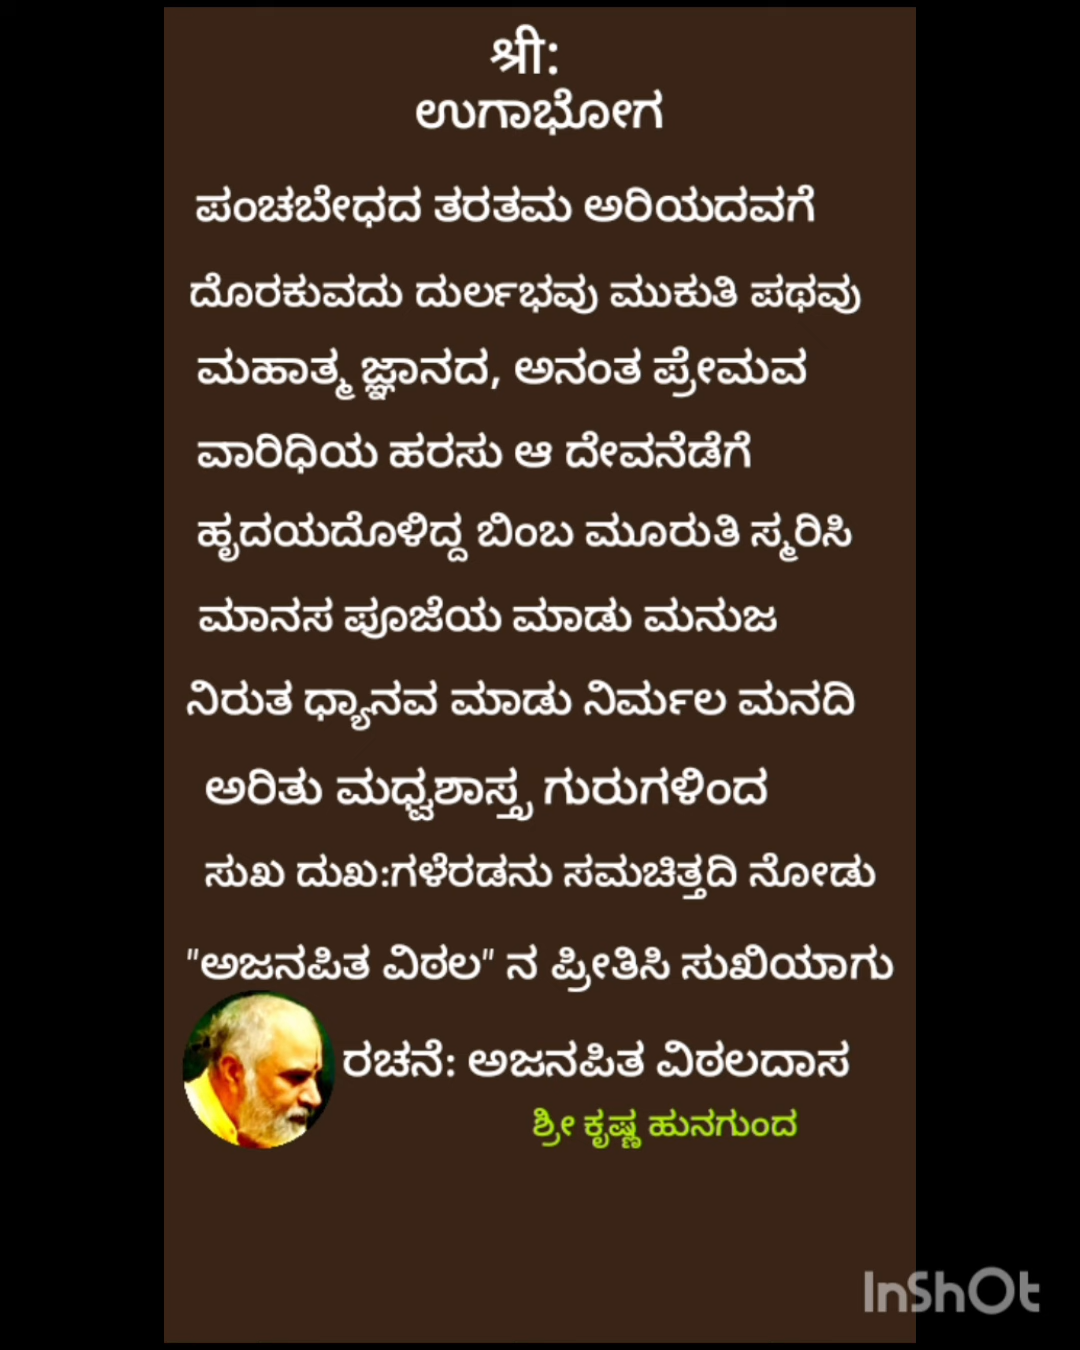 श्री:
ಉಗಾಭೋಗ
ಪಂಚಬೇಧದ ತರತಮ ಅರಿಯದವಗೆ
ದೊರಕುವದು ದುರ್ಲಭವು ಮುಕುತಿ ಪಥವು
ಮಹಾತ್ಮ ಜ್ಞಾನದ, ಅನಂತ ಪ್ರೇಮವ
ವಾರಿಧಿಯ ಹರಸು ಆ ದೇವನೆಡೆಗೆ
ಹೃದಯದೊಳಿದ್ದ ಬಿಂಬ ಮೂರುತಿ ಸ್ಮರಿಸಿ
ಮಾನಸ ಪೂಜೆಯ ಮಾಡು ಮನುಜ
ನಿರುತ ಧ್ಯಾನವ ಮಾಡು ನಿರ್ಮಲ ಮನದಿ
ಅರಿತು ಮಧ್ವಶಾಸ್ತ್ರ ಗುರುಗಳಿಂದ
ಸುಖ ದುಖ:ಗಳೆರಡನು ಸಮಚಿತ್ತದಿ ನೋಡು
"ಅಜನಪಿತ ವಿಠಲ" ನ ಪ್ರೀತಿಸಿ ಸುಖಿಯಾಗು
ರಚನೆ: ಅಜನಪಿತ ವಿಠಲದಾಸ
ಶ್ರೀ ಕೃಷ್ಣ ಹುನಗುಂದ
InShOt